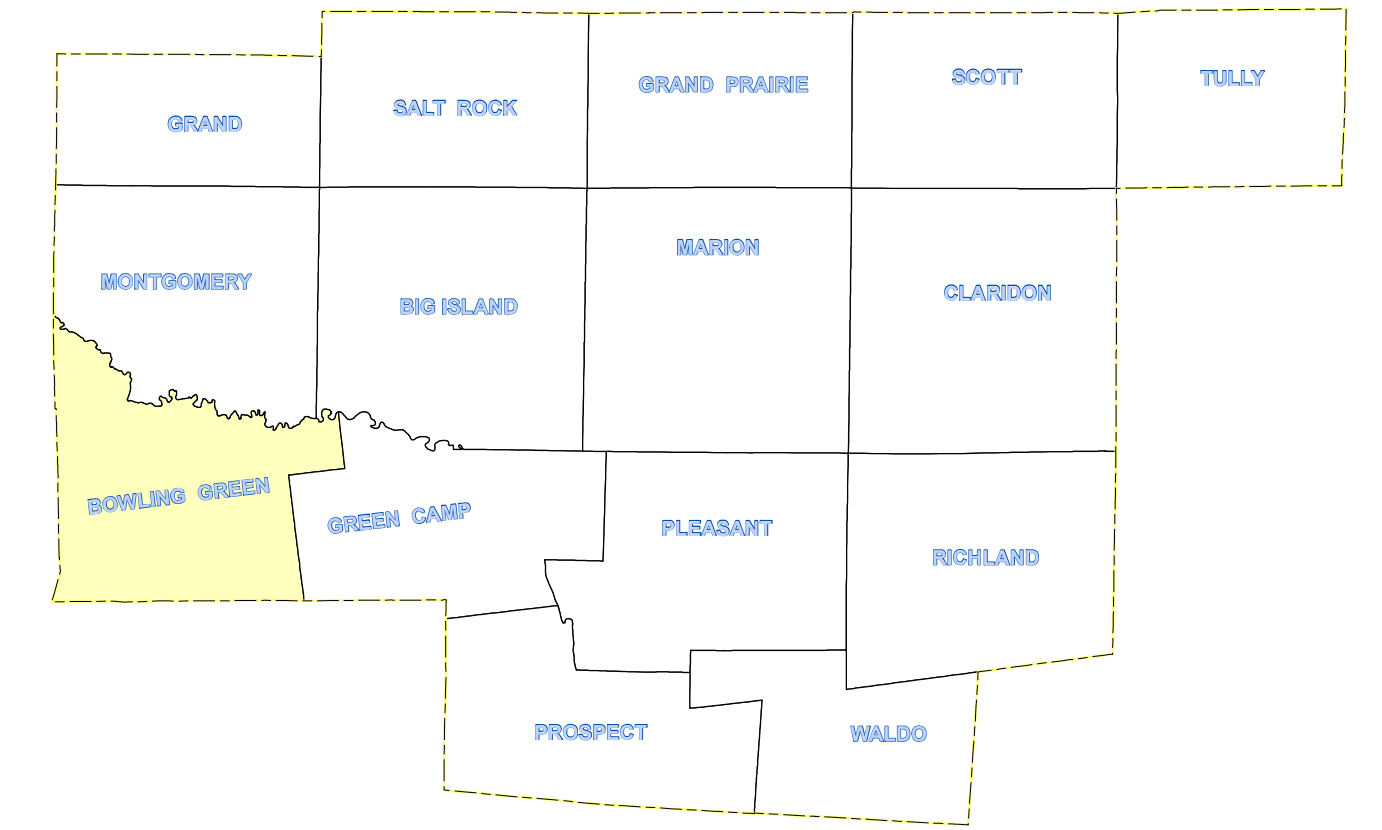 GRAND
SALT ROCK
GRAND PRAIRIE
SCOTT
TULLY
MONTGOMERY
BIG ISLAND
MARION
CLARIDON
BOWLING GREEN
GREEN CAMP
PLEASANT
RICHLAND
PROSPECT
WALDO